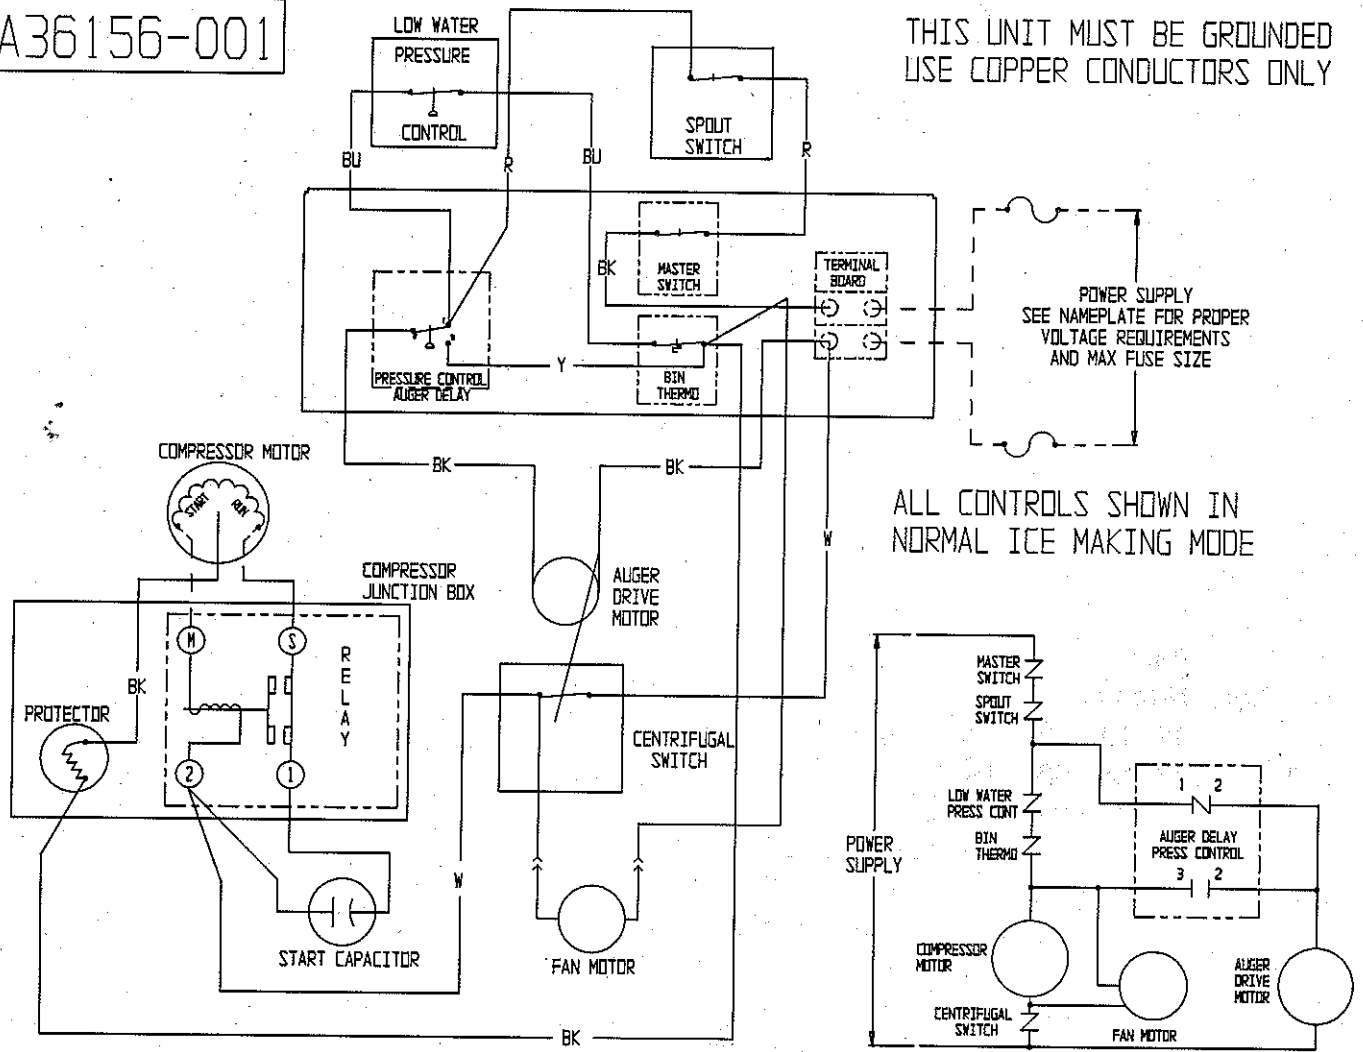 A36156-001
LOW WATER
PRESSURE
CONTROL
SPOUT
SWITCH
THIS UNIT MUST BE GROUNDED
USE COPPER CONDUCTORS ONLY
BU
R
BU
R
BK
MASTER
SWITCH
TERMINAL
BOARD
POWER SUPPLY
SEE NAMEPLATE FOR PROPER
VOLTAGE REQUIREMENTS
AND MAX FUSE SIZE
PRESSURE CONTROL
AUGER DELAY
Y
BIN
THERMO
COMPRESSOR MOTOR
START
RUN
BK
BK
ALL CONTROLS SHOWN IN
NORMAL ICE MAKING MODE
W
COMPRESSOR
JUNCTION BOX
AUGER
DRIVE
MOTOR
M
S
RELAY
BK
PROTECTOR
2
1
CENTRIFUGAL
SWITCH
W
START CAPACITOR
FAN MOTOR
BK
MASTER
SWITCH
SPOUT
SWITCH
LOW WATER
PRESS CONT
BIN
THERMO
1 2
AUGER DELAY
PRESS CONTROL
3 2
POWER
SUPPLY
COMPRESSOR
MOTOR
CENTRIFUGAL
SWITCH
FAN MOTOR
AUGER
DRIVE
MOTOR